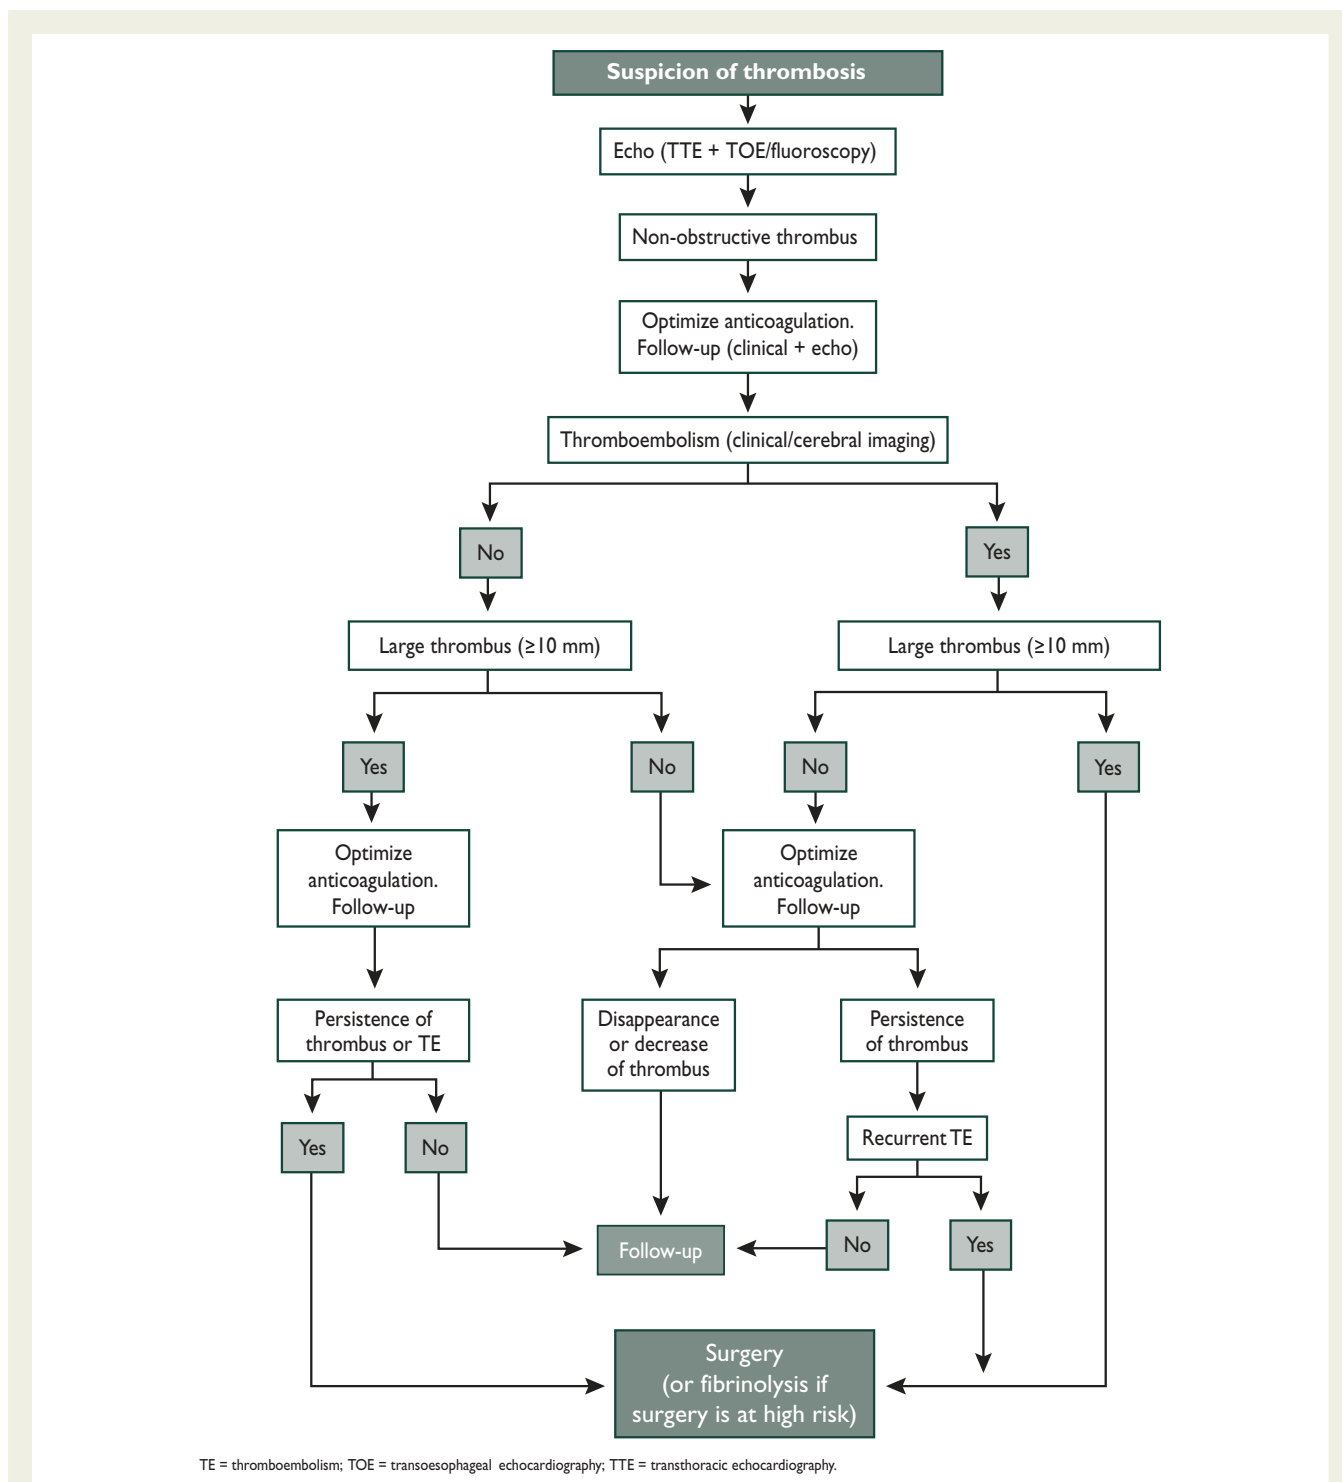 Suspicion of thrombosis
Echo (TTE + TOE/fluoroscopy)
Non-obstructive thrombus
Optimize anticoagulation.
Follow-up (clinical + echo)
Thromboembolism (clinical/cerebral imaging)
No
Yes
Large thrombus (≥10 mm)
Large thrombus (≥10 mm)
Yes
No
No
Yes
Optimize
anticoagulation.
Follow-up
Optimize
anticoagulation.
Follow-up
Persistence of
thrombus or TE
Disappearance
or decrease
of thrombus
Persistence
of thrombus
Recurrent TE
Yes
No
No
Yes
Follow-up
Surgery
(or fibrinolysis if
surgery is at high risk)
TE = thromboembolism; TOE = transoesophageal echocardiography; TTE = transthoracic echocardiography.